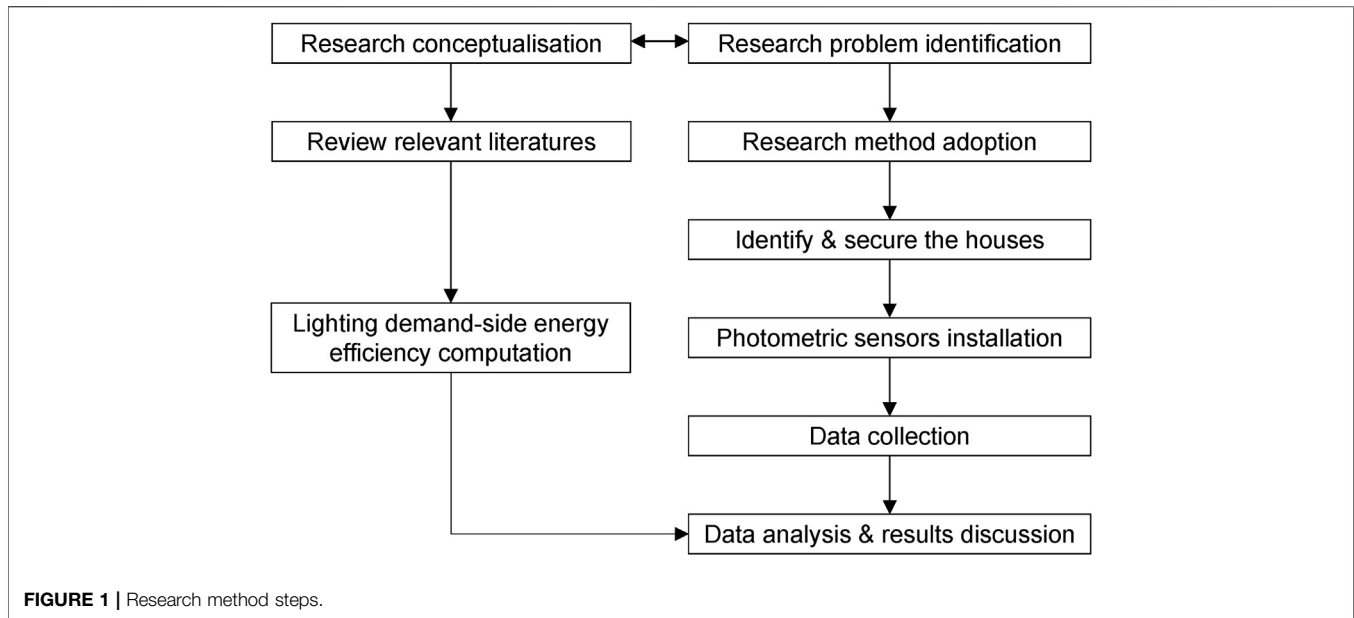 Research conceptualisation
Research problem identification
Review relevant literatures
Research method adoption
Identify & secure the houses
Lighting demand-side energy
efficiency computation
Photometric sensors installation
Data collection
Data analysis & results discussion
FIGURE 1 | Research method steps.